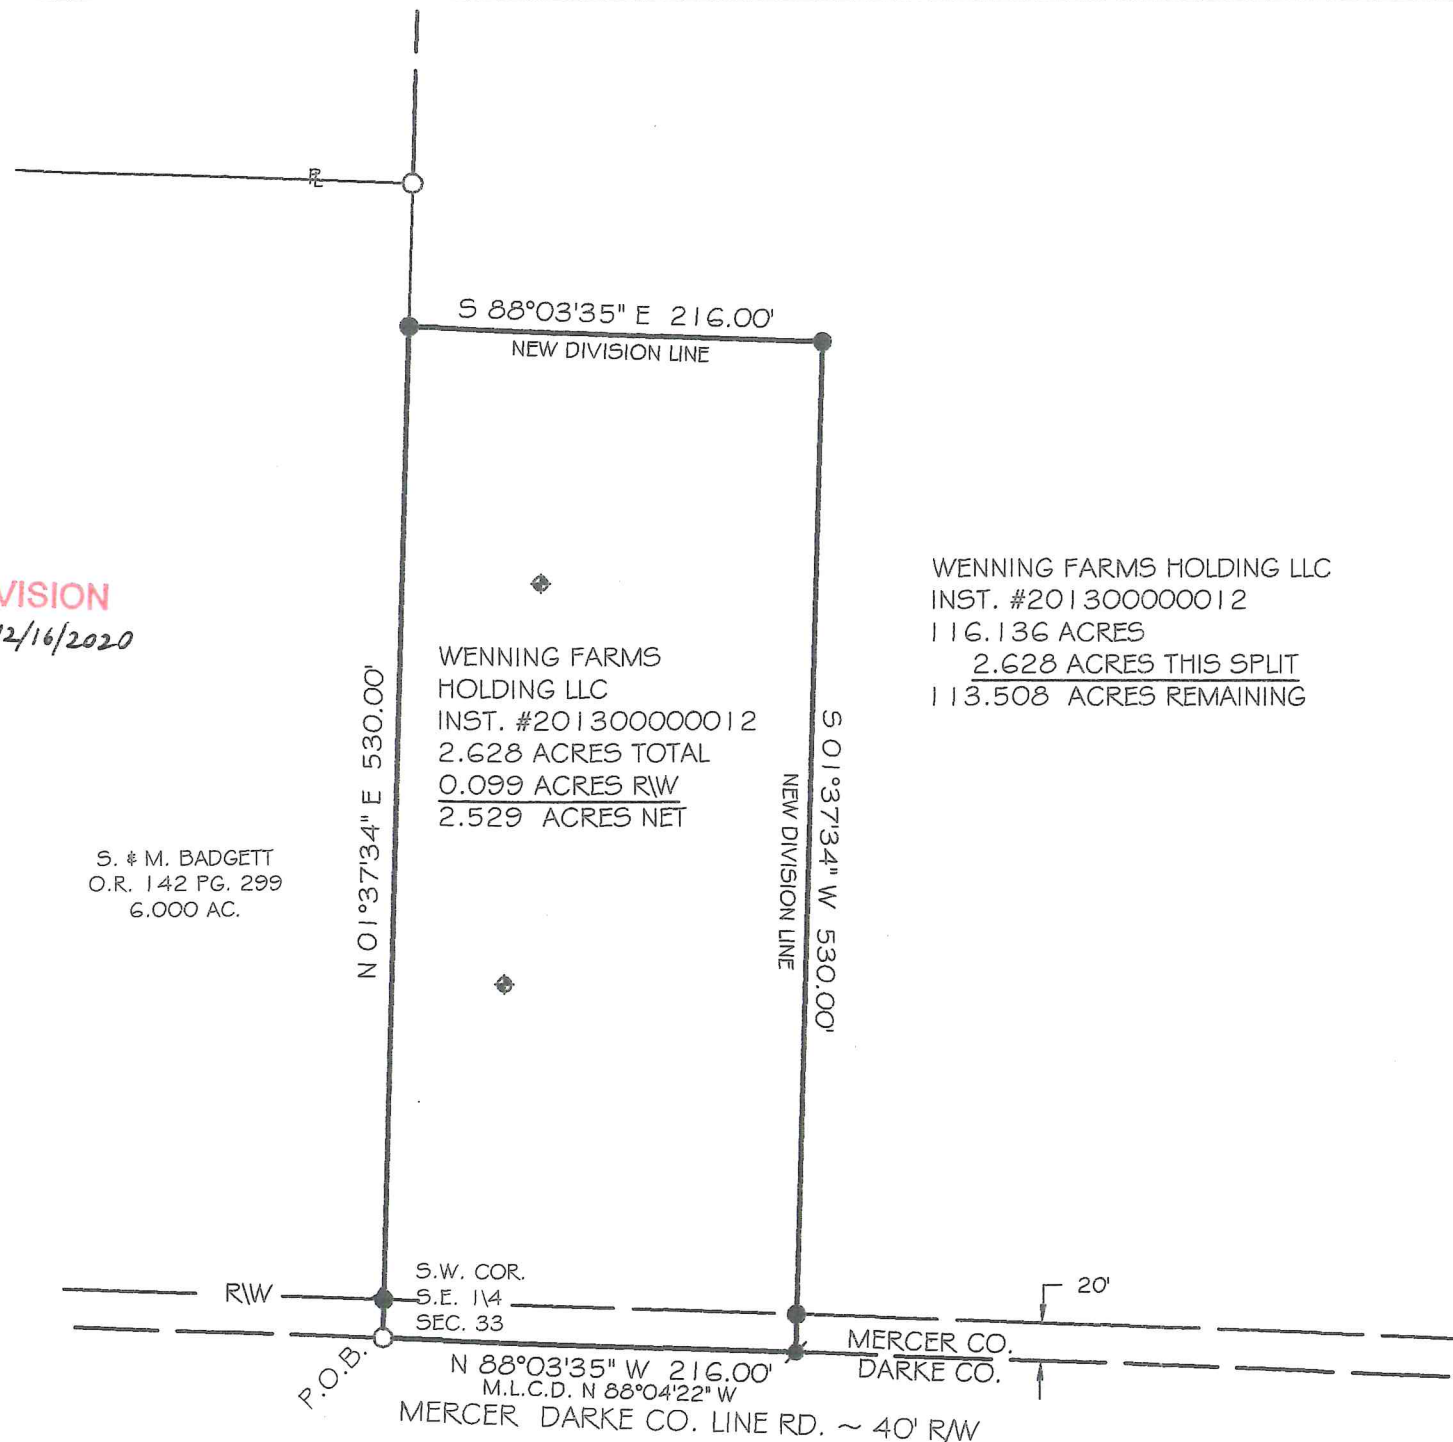 PL
S 88°03'35" E 216.00'
NEW DIVISION LINE
VISION
12/16/2020
WENNING FARMS HOLDING LLC
INST. #201300000012
116.136 ACRES
2.628 ACRES THIS SPLIT
113.508 ACRES REMAINING
WENNING FARMS
HOLDING LLC
INST. #201300000012
2.628 ACRES TOTAL
0.099 ACRES R\W
2.529 ACRES NET
N 01°37'34" E 530.00'
S 01°37'34" W 530.00'
NEW DIVISION LINE
S. & M. BADGETT
O.R. 142 PG. 299
6.000 AC.
R\W
S.W. COR.
S.E. 1\4
SEC. 33
20'
MERCER CO.
DARKE CO.
P.O.B.
N 88°03'35" W 216.00'
M.L.C.D. N 88°04'22" W
MERCER DARKE CO. LINE RD. ~ 40' R/W